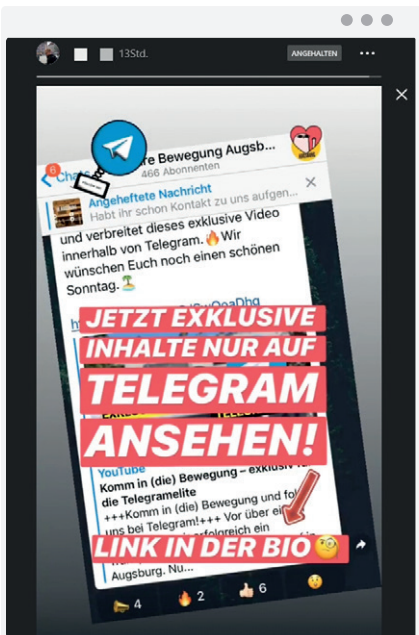 13Std.
ANGEHALTEN
6
Chats
re Bewegung Augsb...
466 Abonnenten
Angeheftete Nachricht
Habt ihr schon Kontakt zu uns aufgen...
und verbreitet dieses exklusive Video
innerhalb von Telegram.🔥Wir
wünschen Euch noch einen schönen
Sonntag.🏝️
JETZT EXKLUSIVE
INHALTE NUR AUF
TELEGRAM
ANSEHEN!
YouTube
Komm in (die) Bewegung – exklusiv
die Telegramelite
+++Komm in (die) Bewegung und
uns bei Telegram!+++ Vor über
LINK IN DER BIO🧐
Augsburg. Nu...
4
🔥 2
👍 6
😯